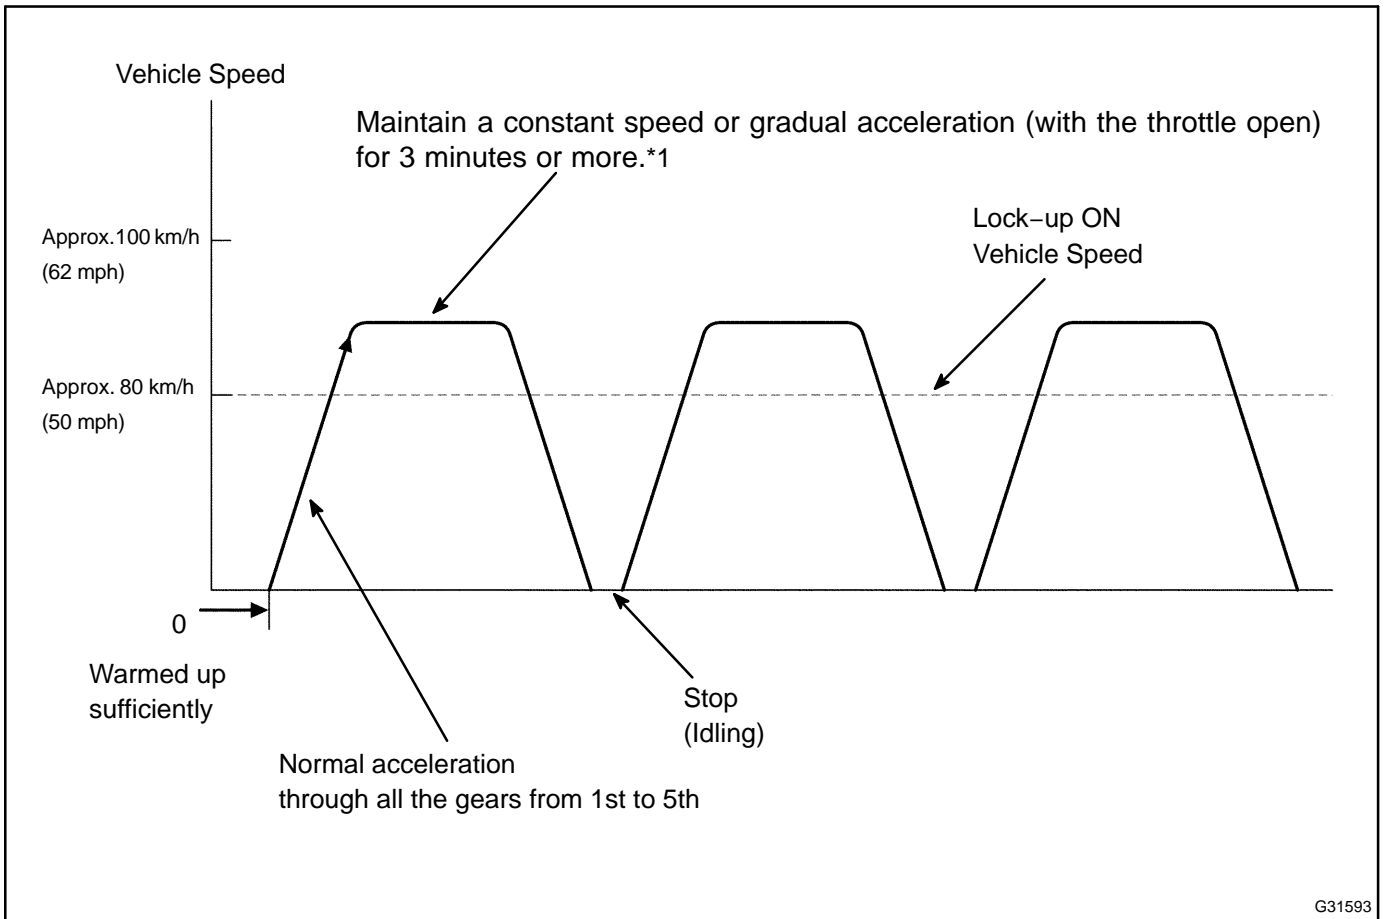 Vehicle Speed
Maintain a constant speed or gradual acceleration (with the throttle open)
for 3 minutes or more.*1
Lock–up ON
Vehicle Speed
Approx.100 km/h
(62 mph)
Approx. 80 km/h
(50 mph)
0
Warmed up
sufficiently
Stop
(Idling)
Normal acceleration
through all the gears from 1st to 5th
G31593